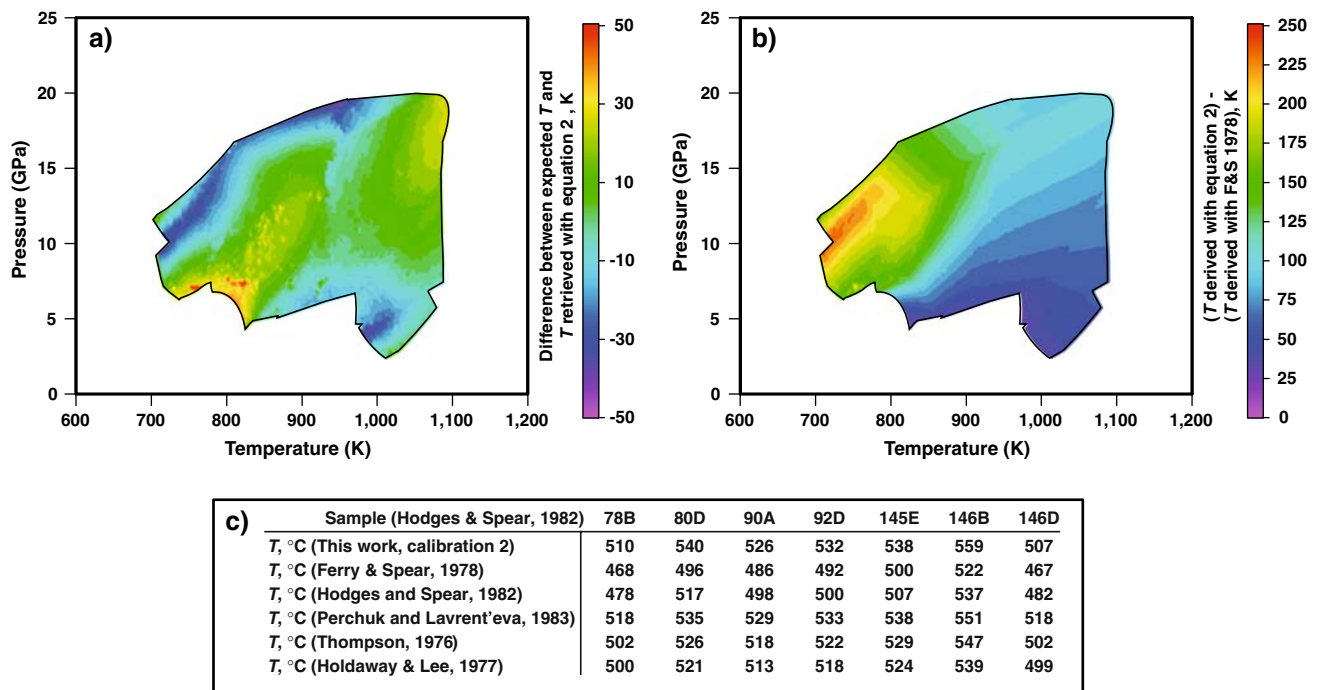 a)
25
20
15
10
5
0
Pressure (GPa)
600 700 800 900 1,000 1,100 1,200
Temperature (K)
50
30
10
-10
-30
-50
Difference between expected T and
T retrieved with equation 2 , K
b)
25
20
15
10
5
0
Pressure (GPa)
600 700 800 900 1,000 1,100 1,200
Temperature (K)
250
225
200
175
150
125
100
75
50
25
0
(T derived with equation 2) -
(T derived with F&S 1978), K
c)
Sample (Hodges & Spear, 1982) 78B 80D 90A 92D 145E 146B 146D
T, °C (This work, calibration 2) 510 540 526 532 538 559 507
T, °C (Ferry & Spear, 1978) 468 496 486 492 500 522 467
T, °C (Hodges and Spear, 1982) 478 517 498 500 507 537 482
T, °C (Perchuk and Lavrent'eva, 1983) 518 535 529 533 538 551 518
T, °C (Thompson, 1976) 502 526 518 522 529 547 502
T, °C (Holdaway & Lee, 1977) 500 521 513 518 524 539 499